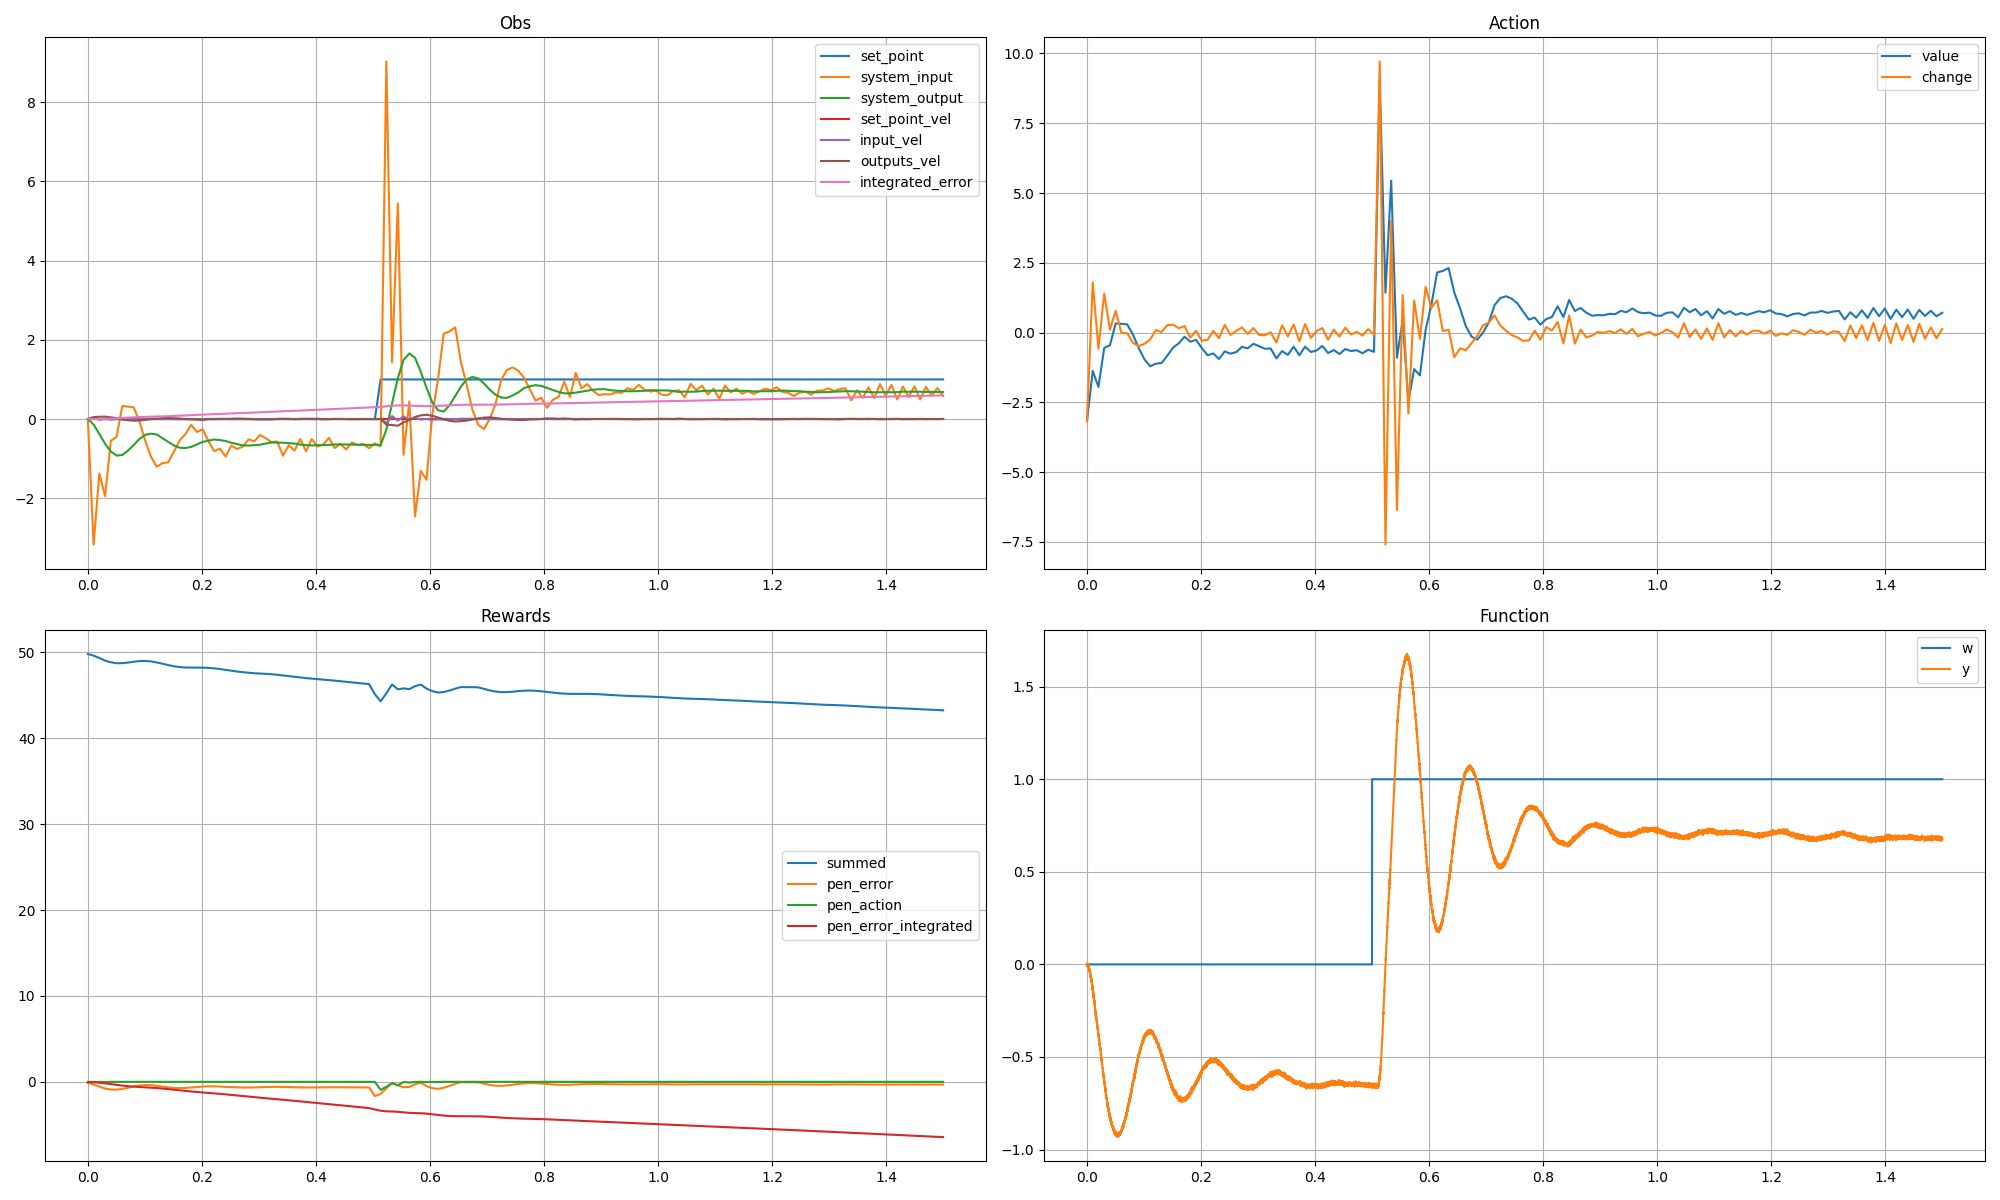 Obs
8
6
4
2
0
−2
0.0 0.2 0.4 0.6 0.8 1.0 1.2 1.4
set_point
system_input
system_output
set_point_vel
input_vel
outputs_vel
integrated_error
Action
10.0
7.5
5.0
2.5
0.0
−2.5
−5.0
−7.5
0.0 0.2 0.4 0.6 0.8 1.0 1.2 1.4
value
change
Rewards
50
40
30
20
10
0
0.0 0.2 0.4 0.6 0.8 1.0 1.2 1.4
summed
pen_error
pen_action
pen_error_integrated
Function
1.5
1.0
0.5
0.0
−0.5
−1.0
0.0 0.2 0.4 0.6 0.8 1.0 1.2 1.4
w
y